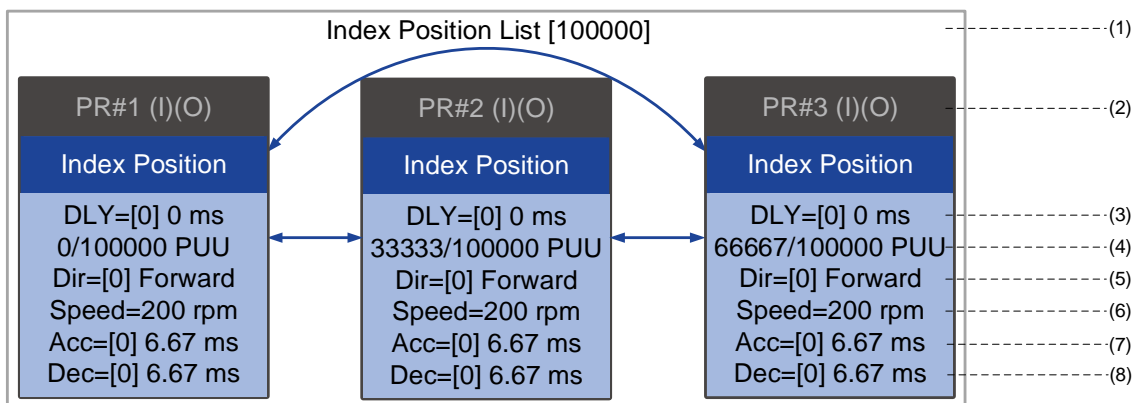 Index Position List [100000]
(1)
PR#1 (I)(O)
PR#2 (I)(O)
PR#3 (I)(O)
(2)
Index Position
Index Position
Index Position
DLY=[0] 0 ms
DLY=[0] 0 ms
DLY=[0] 0 ms
(3)
0/100000 PUU
33333/100000 PUU
66667/100000 PUU
(4)
Dir=[0] Forward
Dir=[0] Forward
Dir=[0] Forward
(5)
Speed=200 rpm
Speed=200 rpm
Speed=200 rpm
(6)
Acc=[0] 6.67 ms
Acc=[0] 6.67 ms
Acc=[0] 6.67 ms
(7)
Dec=[0] 6.67 ms
Dec=[0] 6.67 ms
Dec=[0] 6.67 ms
(8)